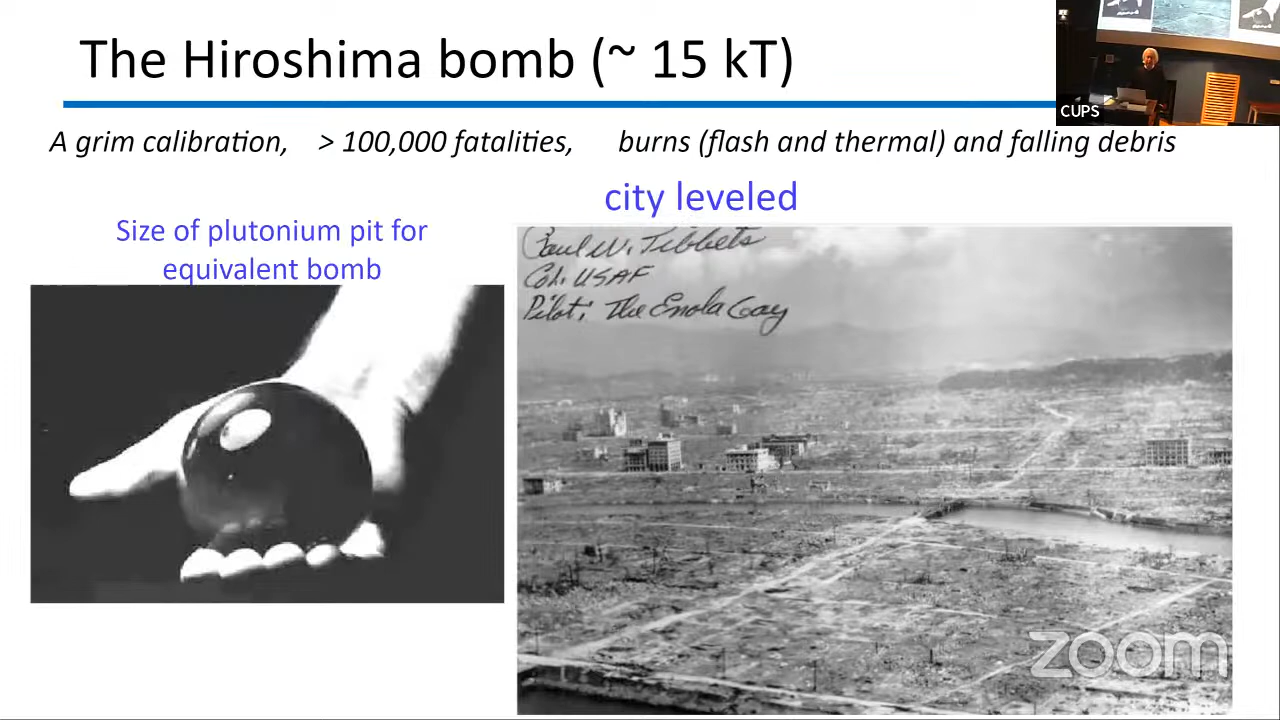 The Hiroshima bomb (~ 15 kT)
CUPS
A grim calibration, > 100,000 fatalities, burns (flash and thermal) and falling debris
city leveled
Size of plutonium pit for
equivalent bomb
Paul W. Tibbets
Col. USAF
Pilot: The Enola Gay
zoom